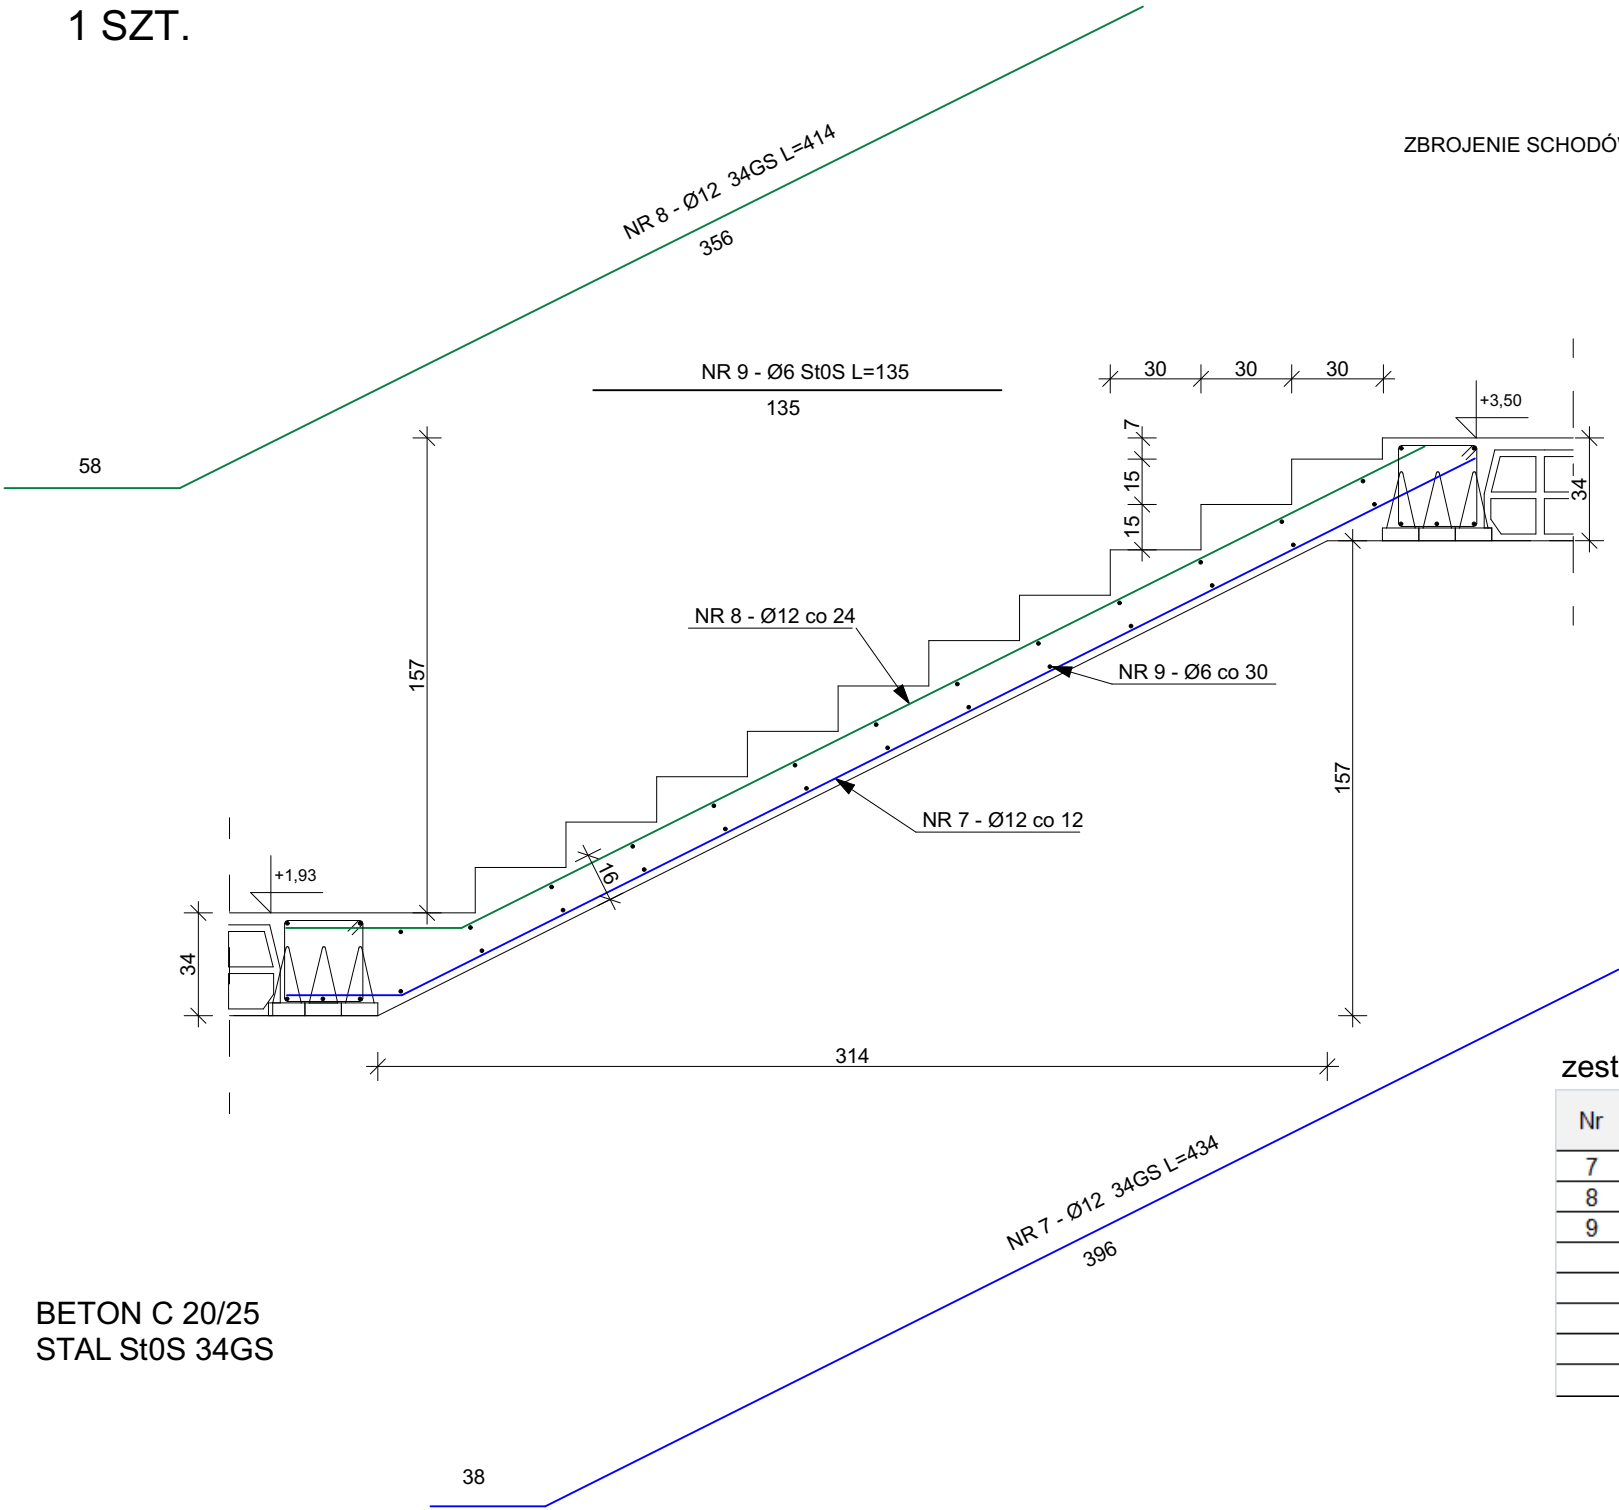 1 SZT.
NR 8 - Ø12 34GS L=414
356
58
ZBROJENIE SCHODÓ
NR 9 - Ø6 St0S L=135
135
30
30
30
+3,50
7
15
15
34
157
NR 8 - Ø12 co 24
NR 9 - Ø6 co 30
157
NR 7 - Ø12 co 12
16
+1,93
34
314
NR 7 - Ø12 34GS L=434
396
38
zest
Nr
7
8
9
BETON C 20/25
STAL St0S 34GS